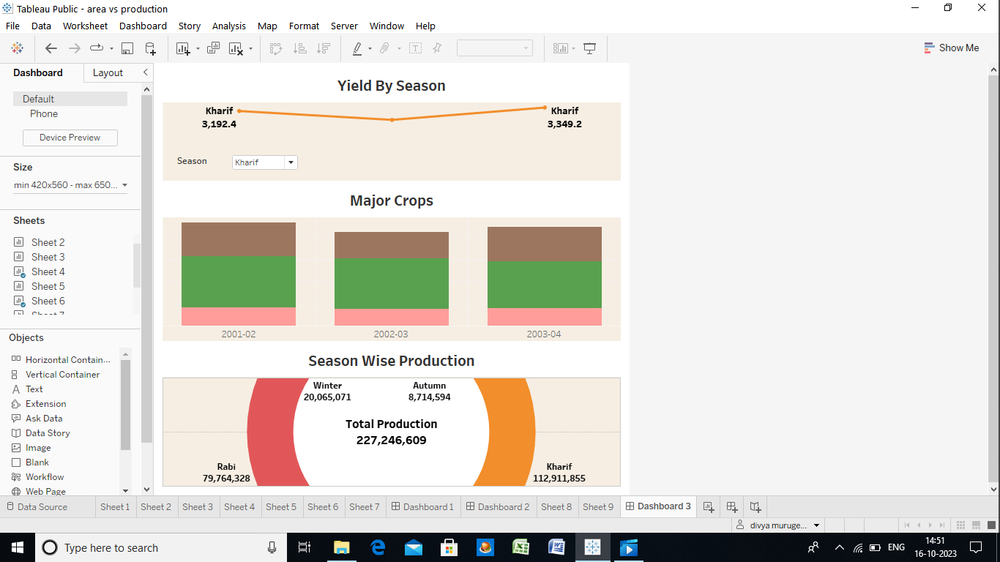 Tableau Public - area vs production
File Data Worksheet Dashboard Story Analysis Map Format Server Window Help
Show Me
Dashboard Layout
Default
Phone
Device Preview
Size
min 420x560 - max 650...
Sheets
Sheet 2
Sheet 3
Sheet 4
Sheet 5
Sheet 6
Objects
Horizontal Contain...
Vertical Container
Text
Extension
Ask Data
Data Story
Image
Blank
Workflow
Web Page
Yield By Season
Kharif
3,192.4
Kharif
3,349.2
Season Kharif
Major Crops
2001-02 2002-03 2003-04
Season Wise Production
Winter
20,065,071
Autumn
8,714,594
Total Production
227,246,609
Rabi
79,764,328
Kharif
112,911,855
Data Source Sheet 1 Sheet 2 Sheet 3 Sheet 4 Sheet 5 Sheet 6 Sheet 7 Dashboard 1 Dashboard 2 Sheet 8 Sheet 9 Dashboard 3
divya muruge...
Type here to search
ENG
14:51
16-10-2023